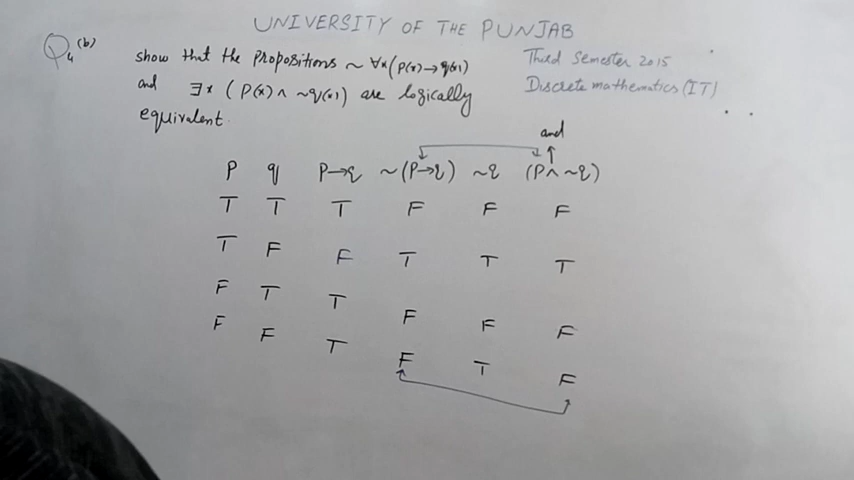 UNIVERSITY OF THE PUNJAB
Q4 (b)
show that the Propositions ~ ∀x (P(x) → q(x)) Third Semester 2015
and ∃x (P(x) ∧ ~q(x)) are logically Discrete mathematics (IT)
equivalent.
and
P q P→q ~(P→q) ~q (P ∧ ~q)
T T T F F F
T F F T T T
F T T F F F
F F T F T F